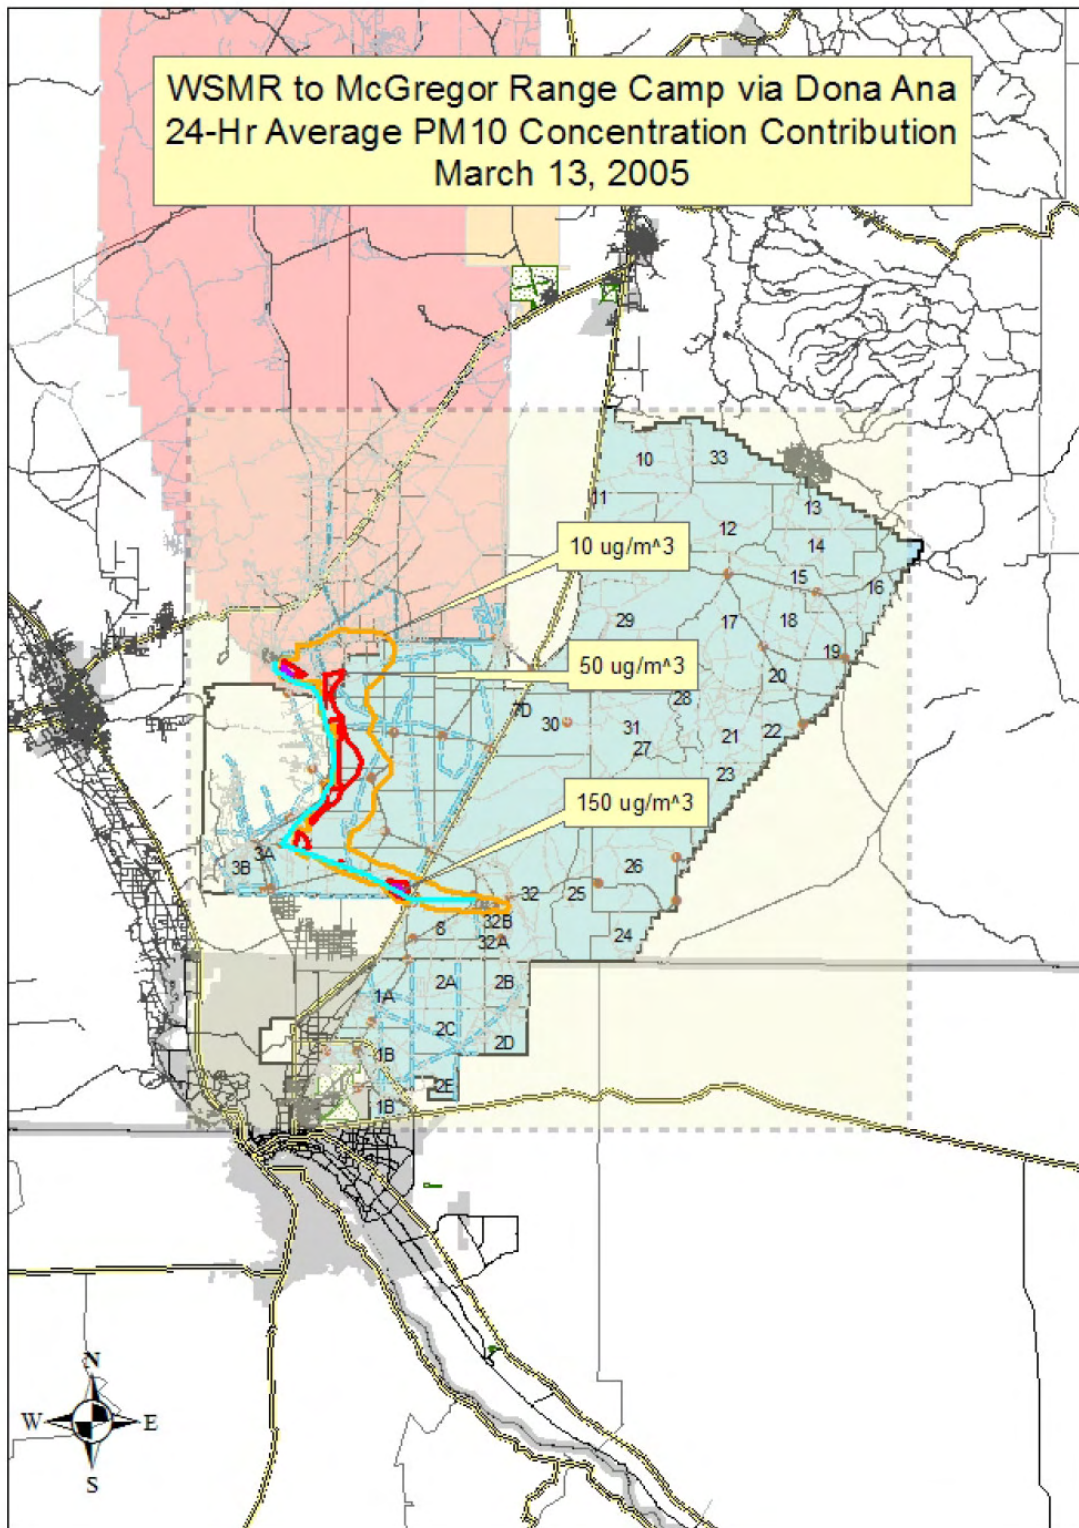 WSMR to McGregor Range Camp via Dona Ana
24-Hr Average PM10 Concentration Contribution
March 13, 2005
10
33
11
13
12
10 ug/m^3
14
15
16
29
17
18
19
50 ug/m^3
20
28
7D
30
31
22
21
27
23
150 ug/m^3
3A
3B
26
25
32
32B
8
32A
24
2A
2B
1A
2C
2D
1B
2E
1B
N
W
E
S